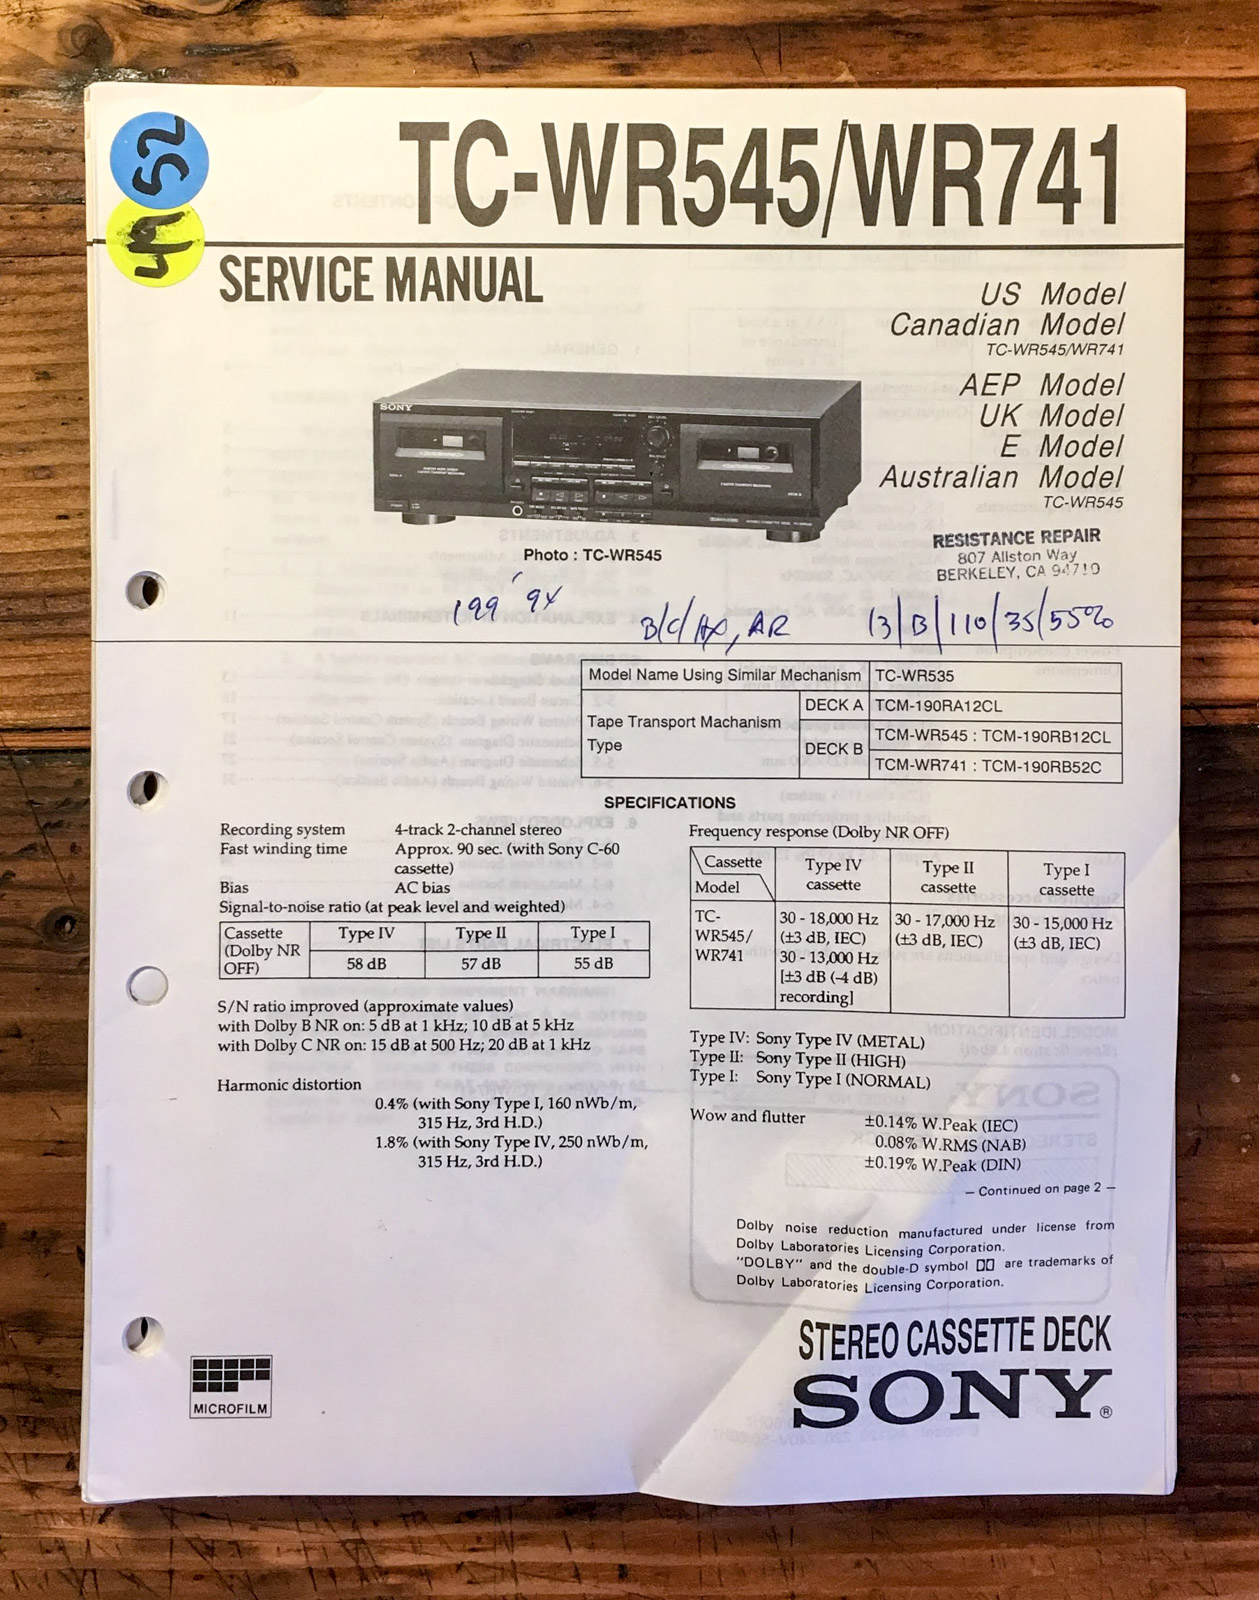 52
49
TC-WR545/WR741
SERVICE MANUAL
US Model
Canadian Model
TC-WR545/WR741
AEP Model
UK Model
E Model
Australian Model
TC-WR545
SONY
Photo : TC-WR545
RESISTANCE REPAIR
807 Allston Way
BERKELEY, CA 94710
199 '94
B/C/HX, AR
13/B/110/35/55%
Model Name Using Similar Mechanism TC-WR535
Tape Transport Machanism Type
DECK A TCM-190RA12CL
DECK B TCM-WR545 : TCM-190RB12CL
TCM-WR741 : TCM-190RB52C
SPECIFICATIONS
Recording system 4-track 2-channel stereo
Fast winding time Approx. 90 sec. (with Sony C-60
cassette)
Bias AC bias
Signal-to-noise ratio (at peak level and weighted)
Cassette Type IV Type II Type I
(Dolby NR
OFF) 58 dB 57 dB 55 dB
S/N ratio improved (approximate values)
with Dolby B NR on: 5 dB at 1 kHz; 10 dB at 5 kHz
with Dolby C NR on: 15 dB at 500 Hz; 20 dB at 1 kHz
Harmonic distortion
0.4% (with Sony Type I, 160 nWb/m,
315 Hz, 3rd H.D.)
1.8% (with Sony Type IV, 250 nWb/m,
315 Hz, 3rd H.D.)
Frequency response (Dolby NR OFF)
Cassette Type IV Type II Type I
Model cassette cassette cassette
TC- 30 - 18,000 Hz 30 - 17,000 Hz 30 - 15,000 Hz
WR545/ (±3 dB, IEC) (±3 dB, IEC) (±3 dB, IEC)
WR741 30 - 13,000 Hz
[±3 dB (-4 dB)
recording]
Type IV: Sony Type IV (METAL)
Type II: Sony Type II (HIGH)
Type I: Sony Type I (NORMAL)
Wow and flutter ±0.14% W.Peak (IEC)
0.08% W.RMS (NAB)
±0.19% W.Peak (DIN)
— Continued on page 2 —
Dolby noise reduction manufactured under license from
Dolby Laboratories Licensing Corporation.
"DOLBY" and the double-D symbol are trademarks of
Dolby Laboratories Licensing Corporation.
STEREO CASSETTE DECK
SONY®
MICROFILM